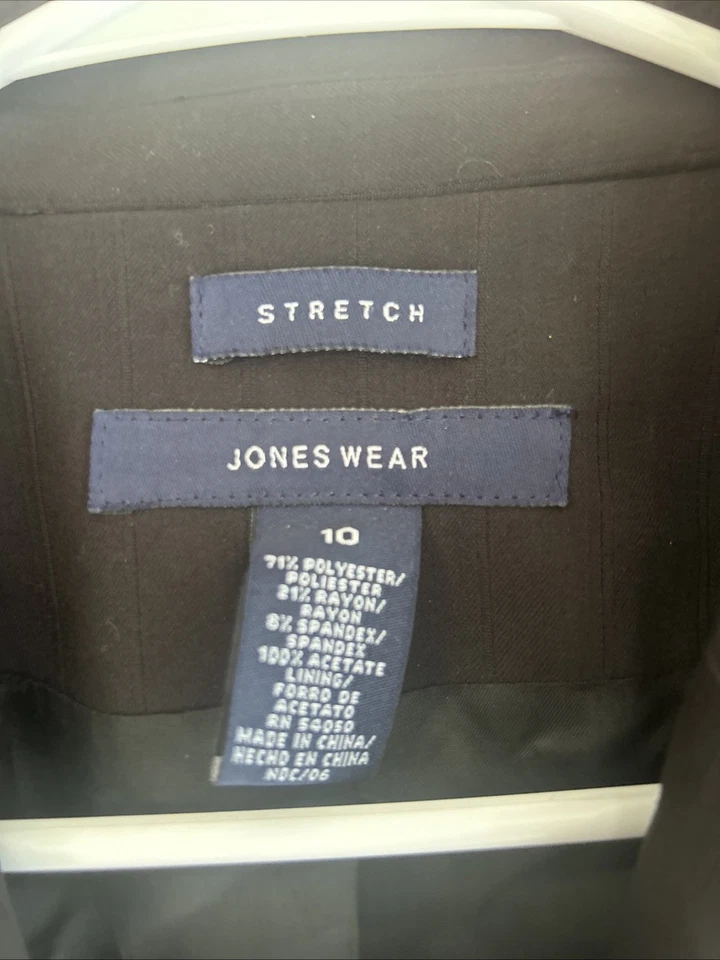 STRETCH
JONES WEAR
10
71% POLYESTER/
POLIESTER
21% RAYON/
RAYON
8% SPANDEX/
SPANDEX
100% ACETATE
LINING/
FORRO DE
ACETATO
RN 54050
MADE IN CHINA/
HECHO EN CHINA
NDC/06